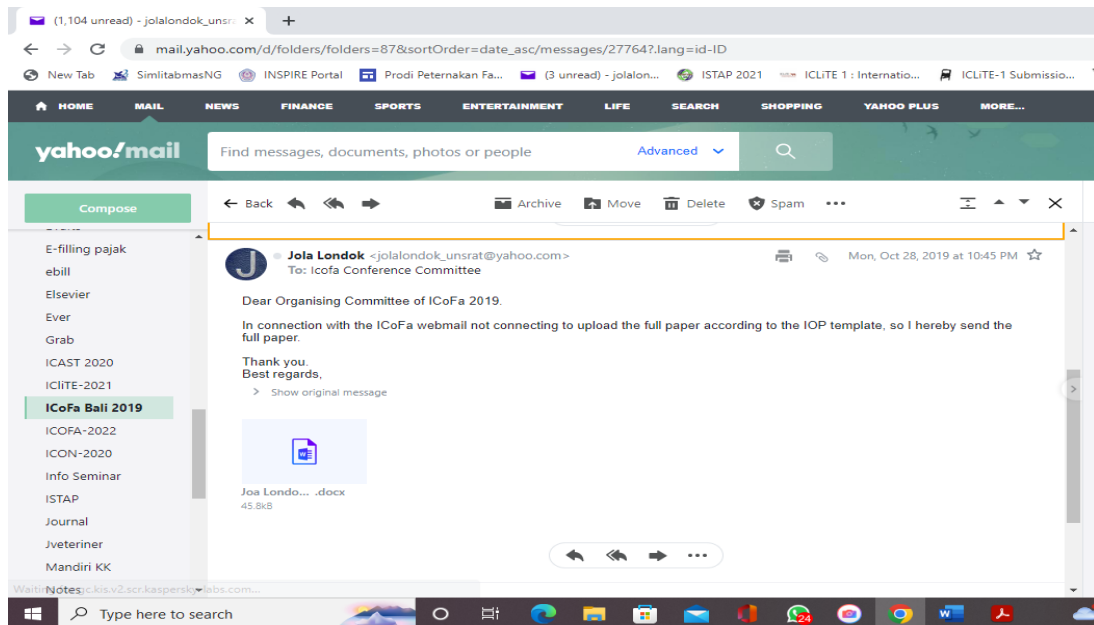 (1,104 unread) - jolalondok_unsra
mail.yahoo.com/d/folders/folders=87&sortOrder=date_asc/messages/27764?.lang=id-ID
New Tab SimlitabmasNG INSPIRE Portal Prodi Peternakan Fa... (3 unread) - jolalon... ISTAP 2021 ICLiTE 1 : Internatio... ICLiTE-1 Submissio...
HOME MAIL NEWS FINANCE SPORTS ENTERTAINMENT LIFE SEARCH SHOPPING YAHOO PLUS MORE...
yahoo!mail Find messages, documents, photos or people Advanced
Compose Back Archive Move Delete Spam
Drafts
E-filling pajak
ebill
Elsevier
Ever
Grab
ICAST 2020
ICliTE-2021
ICoFa Bali 2019
ICOFA-2022
ICON-2020
Info Seminar
ISTAP
Journal
Jveteriner
Mandiri KK
Notes
J
Jola Londok <jolalondok_unsrat@yahoo.com> Mon, Oct 28, 2019 at 10:45 PM
To: Icofa Conference Committee
Dear Organising Committee of ICoFa 2019.
In connection with the ICoFa webmail not connecting to upload the full paper according to the IOP template, so I hereby send the
full paper.
Thank you.
Best regards,
Show original message
Joa Londo... .docx
45.8kB
Type here to search 24